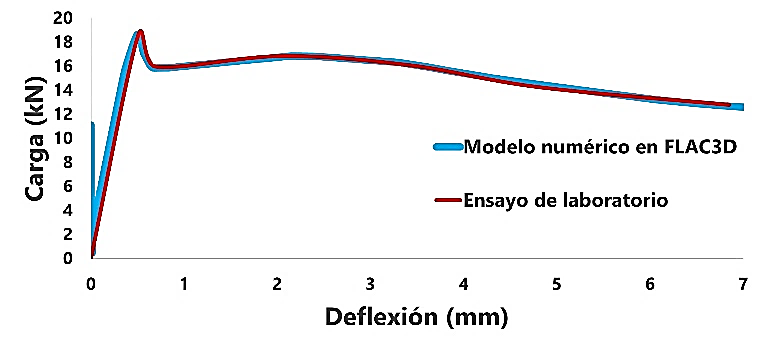 20
18
16
14
12
10
8
6
4
2
0
Carga (kN)
Modelo numérico en FLAC3D
Ensayo de laboratorio
0 1 2 3 4 5 6 7
Deflexión (mm)